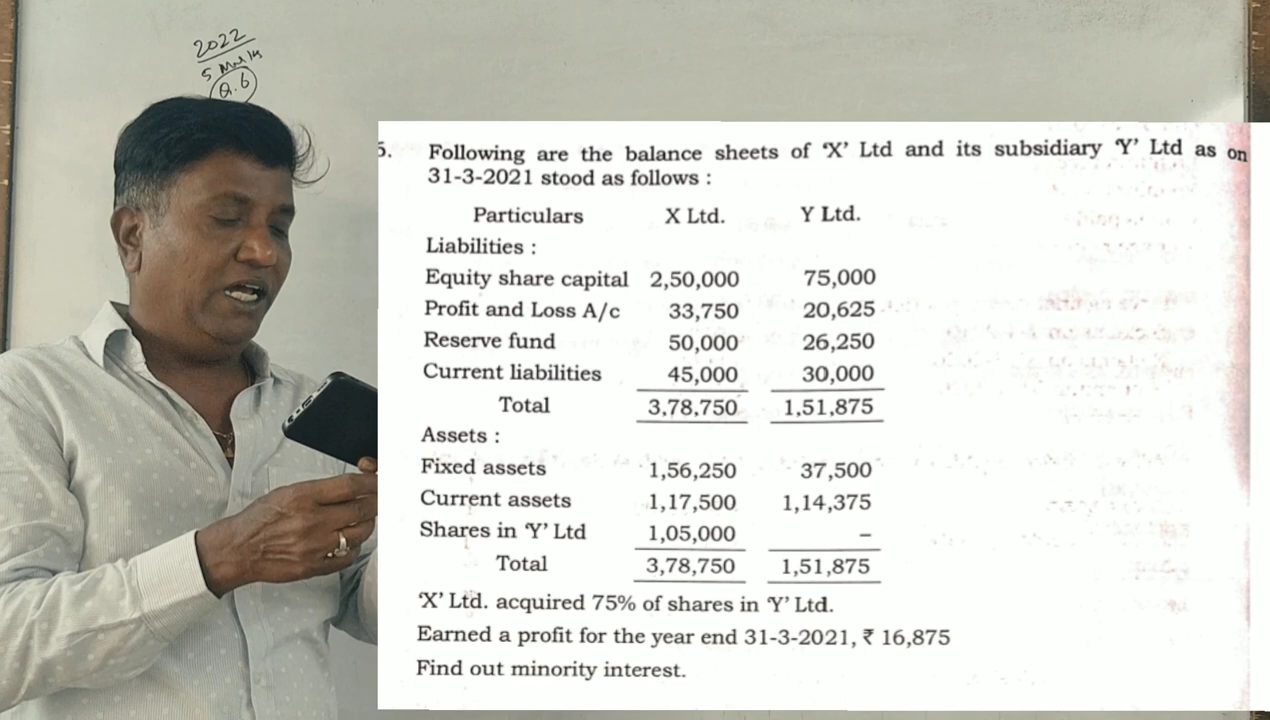 2022
5 Marks
Q.6
5. Following are the balance sheets of 'X' Ltd and its subsidiary 'Y' Ltd as on
31-3-2021 stood as follows :
Particulars X Ltd. Y Ltd.
Liabilities :
Equity share capital 2,50,000 75,000
Profit and Loss A/c 33,750 20,625
Reserve fund 50,000 26,250
Current liabilities 45,000 30,000
Total 3,78,750 1,51,875
Assets :
Fixed assets 1,56,250 37,500
Current assets 1,17,500 1,14,375
Shares in 'Y' Ltd 1,05,000 –
Total 3,78,750 1,51,875
'X' Ltd. acquired 75% of shares in 'Y' Ltd.
Earned a profit for the year end 31-3-2021, ₹ 16,875
Find out minority interest.